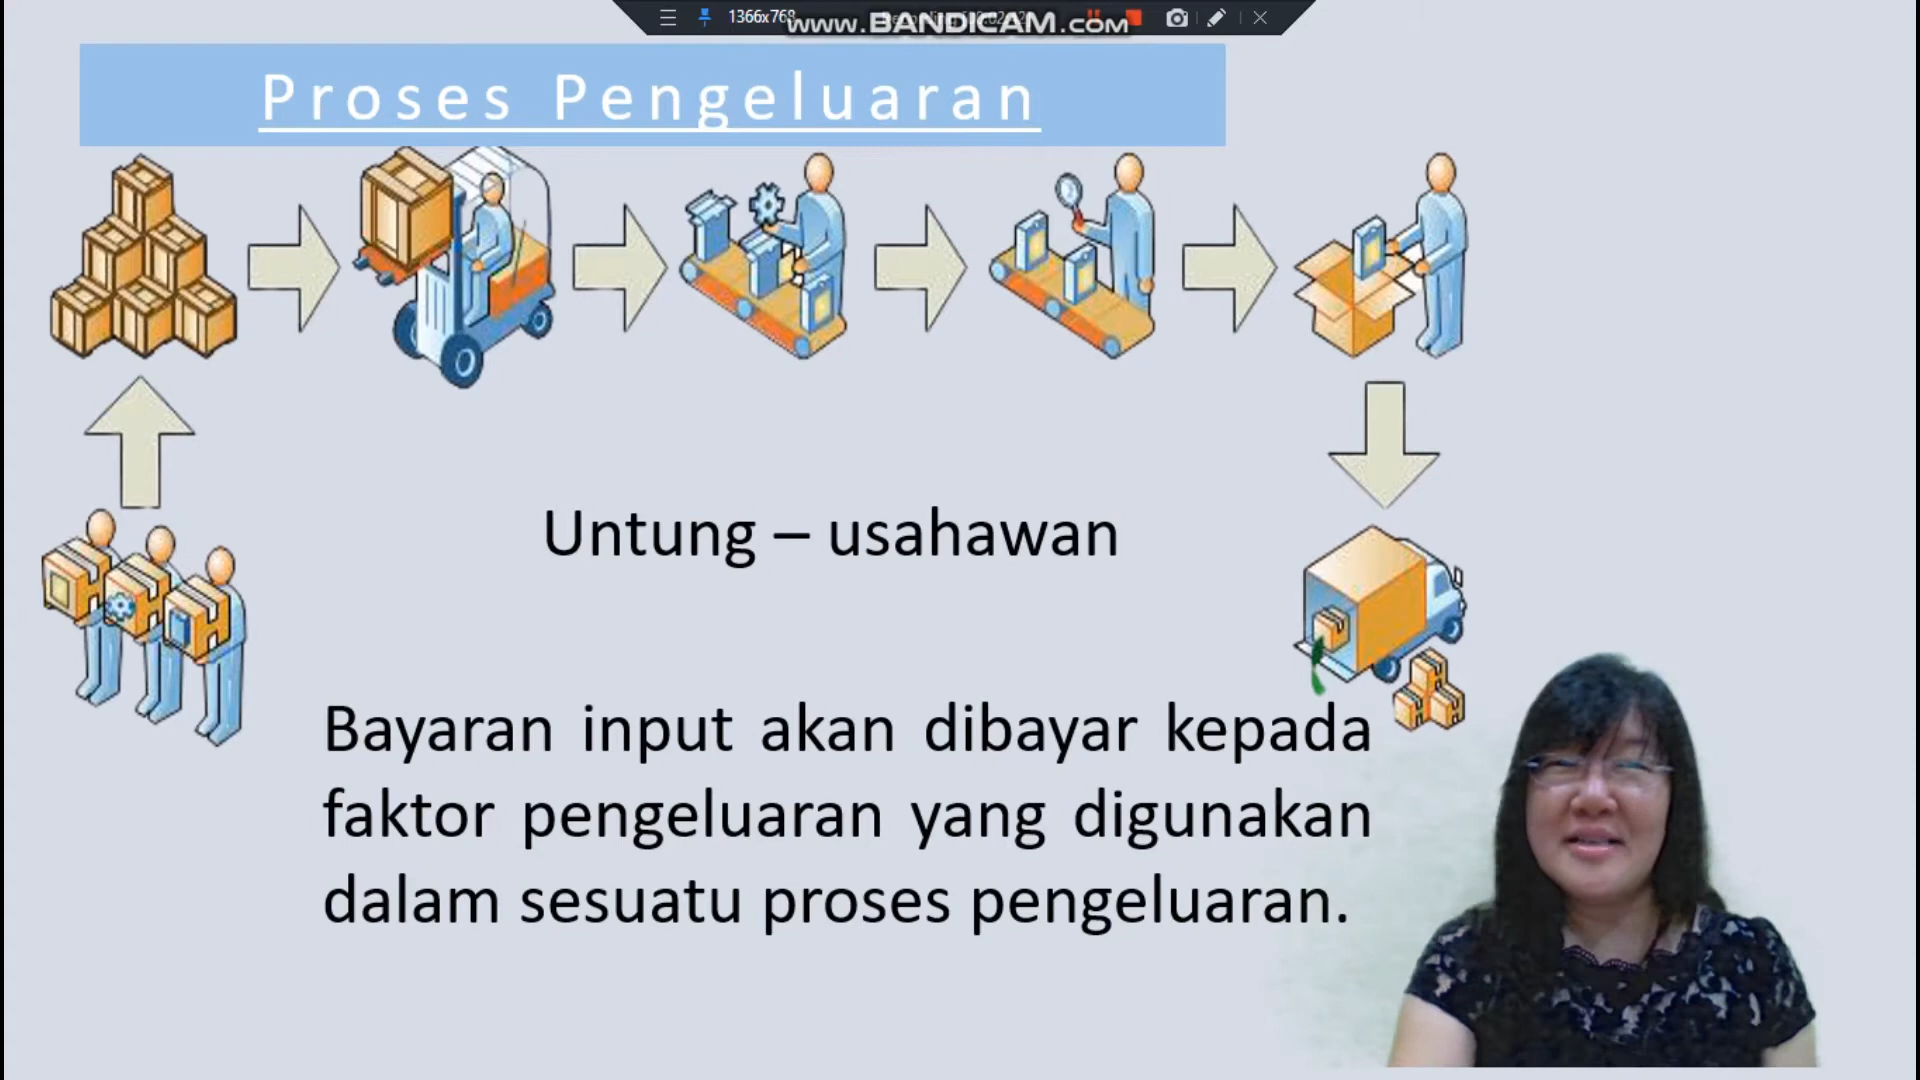 1366x768
www.BANDICAM.com
Proses Pengeluaran
Untung – usahawan
Bayaran input akan dibayar kepada
faktor pengeluaran yang digunakan
dalam sesuatu proses pengeluaran.